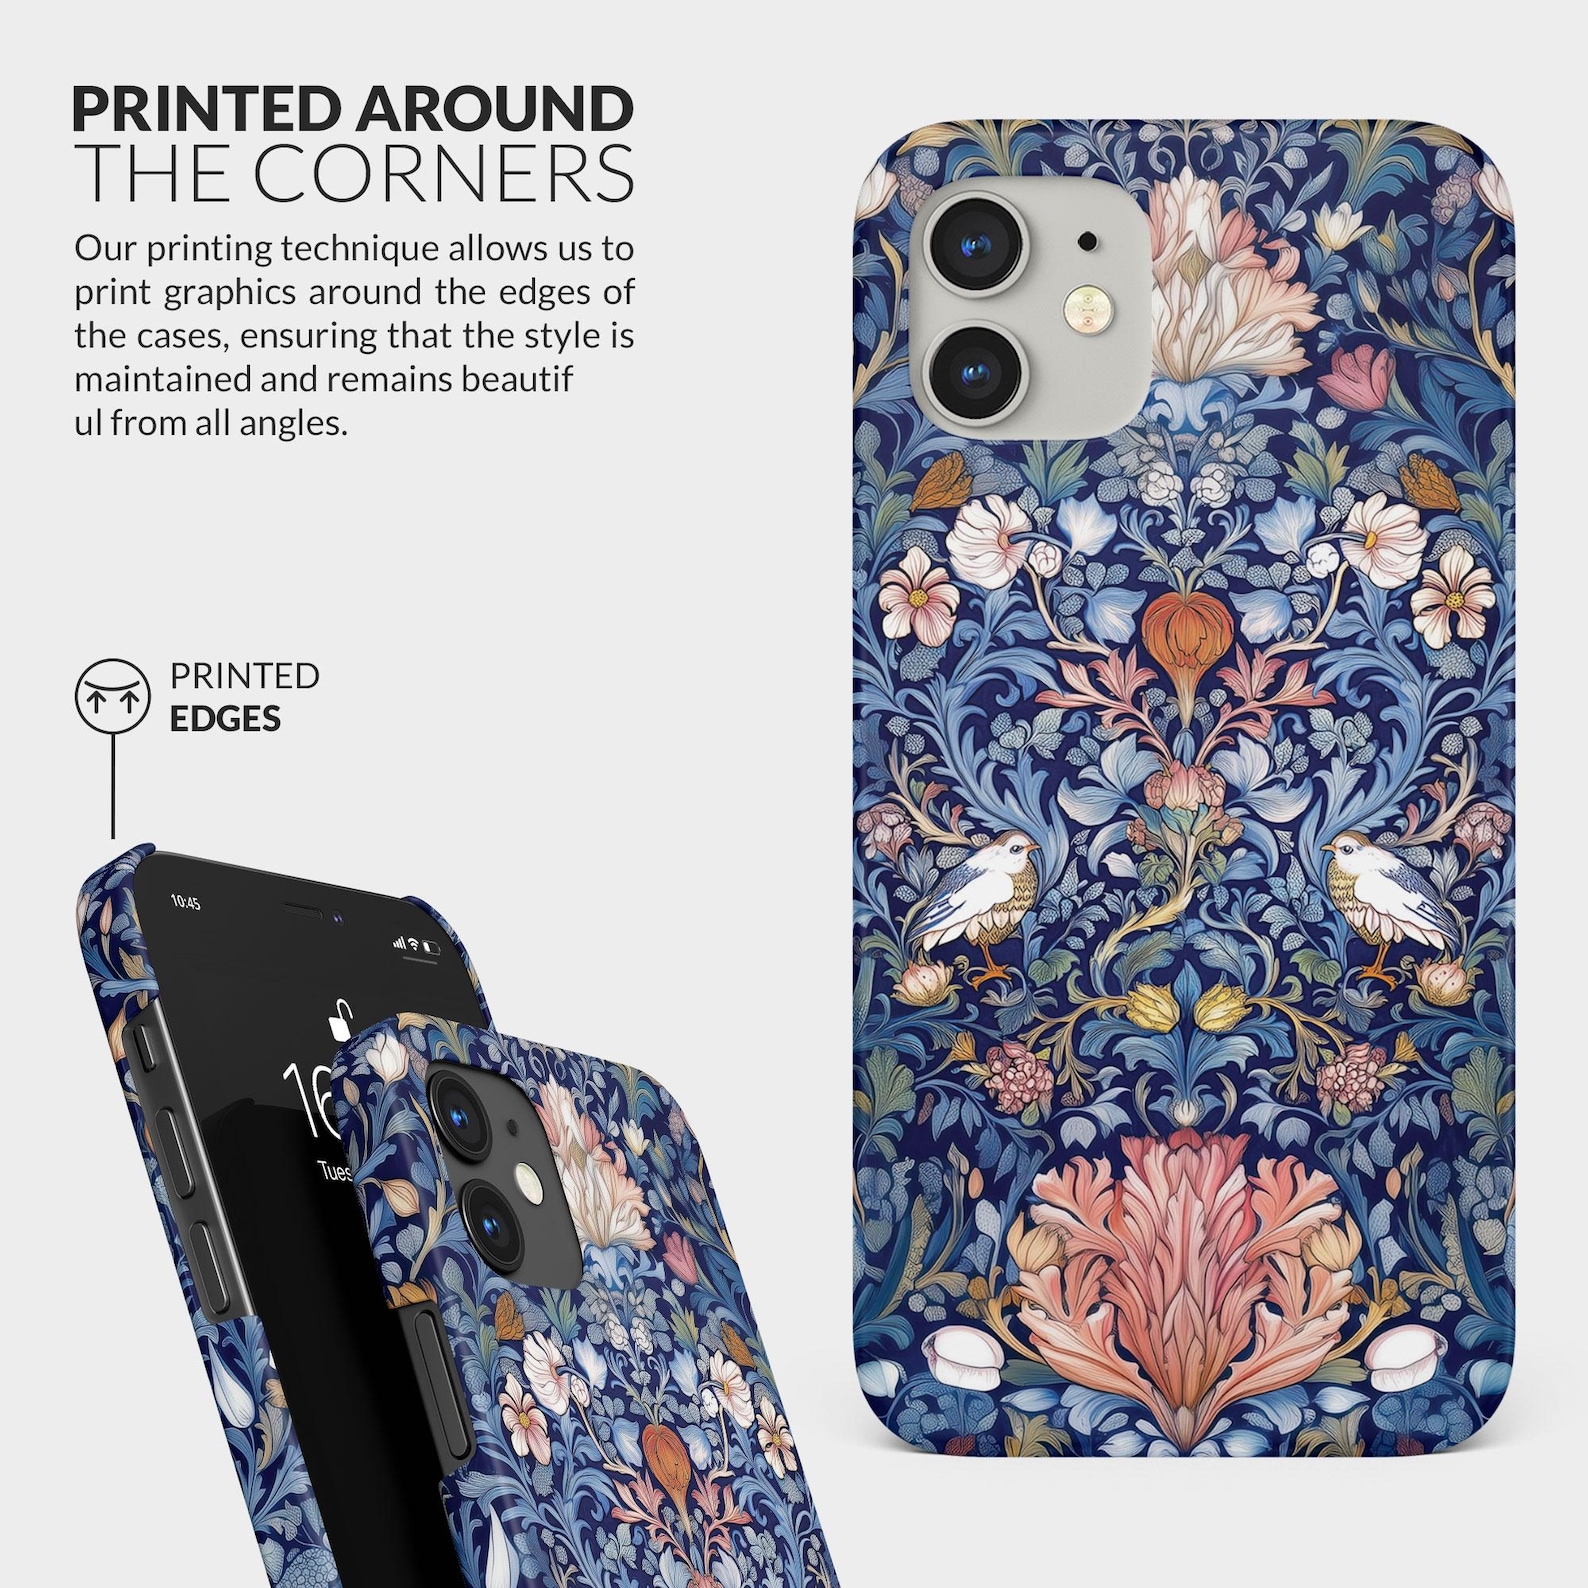 PRINTED AROUND
THE CORNERS
Our printing technique allows us to
print graphics around the edges of
the cases, ensuring that the style is
maintained and remains beautif
ul from all angles.
PRINTED
EDGES
10:45
16
Tues